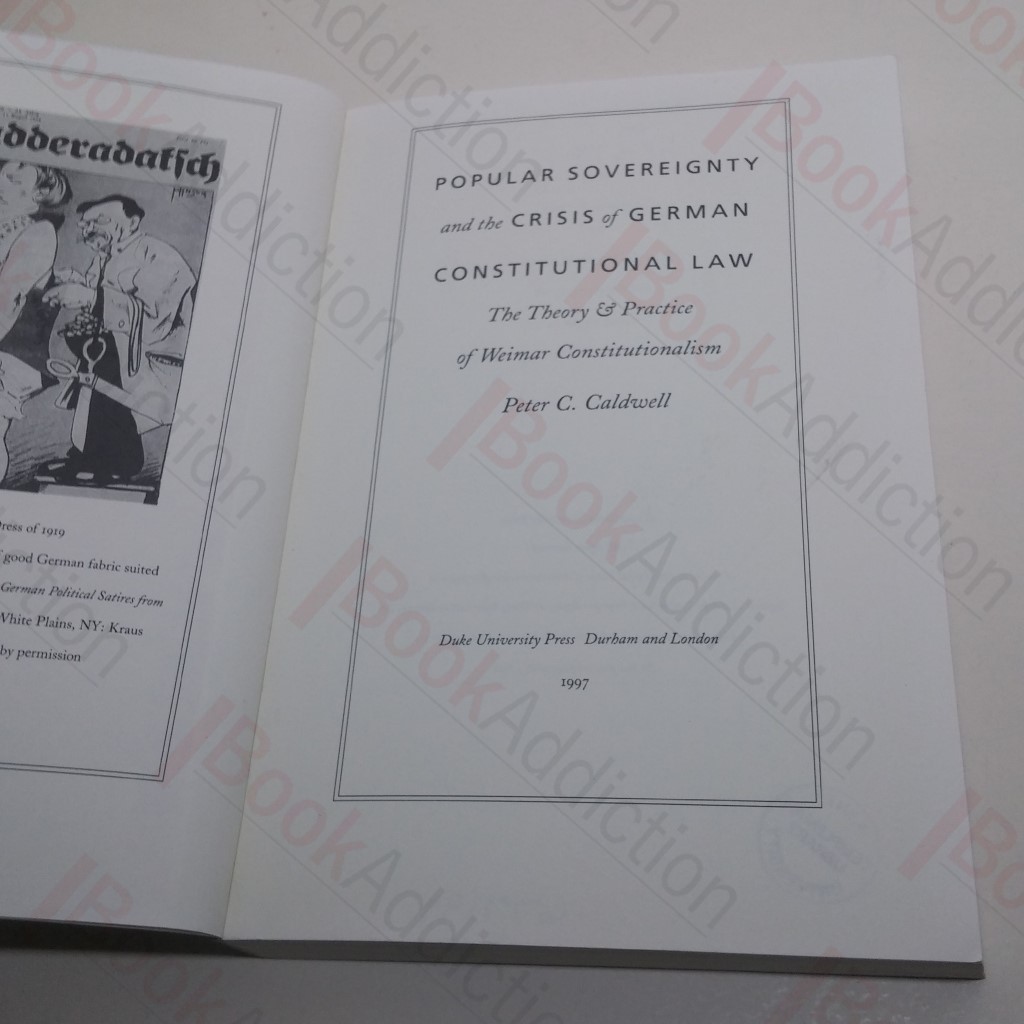 adderadatsch
ress of 1919
good German fabric suited
German Political Satires from
White Plains, NY: Kraus
by permission
POPULAR SOVEREIGNTY
and the CRISIS of GERMAN
CONSTITUTIONAL LAW
The Theory & Practice
of Weimar Constitutionalism
Peter C. Caldwell
Duke University Press Durham and London
1997
BookAddiction